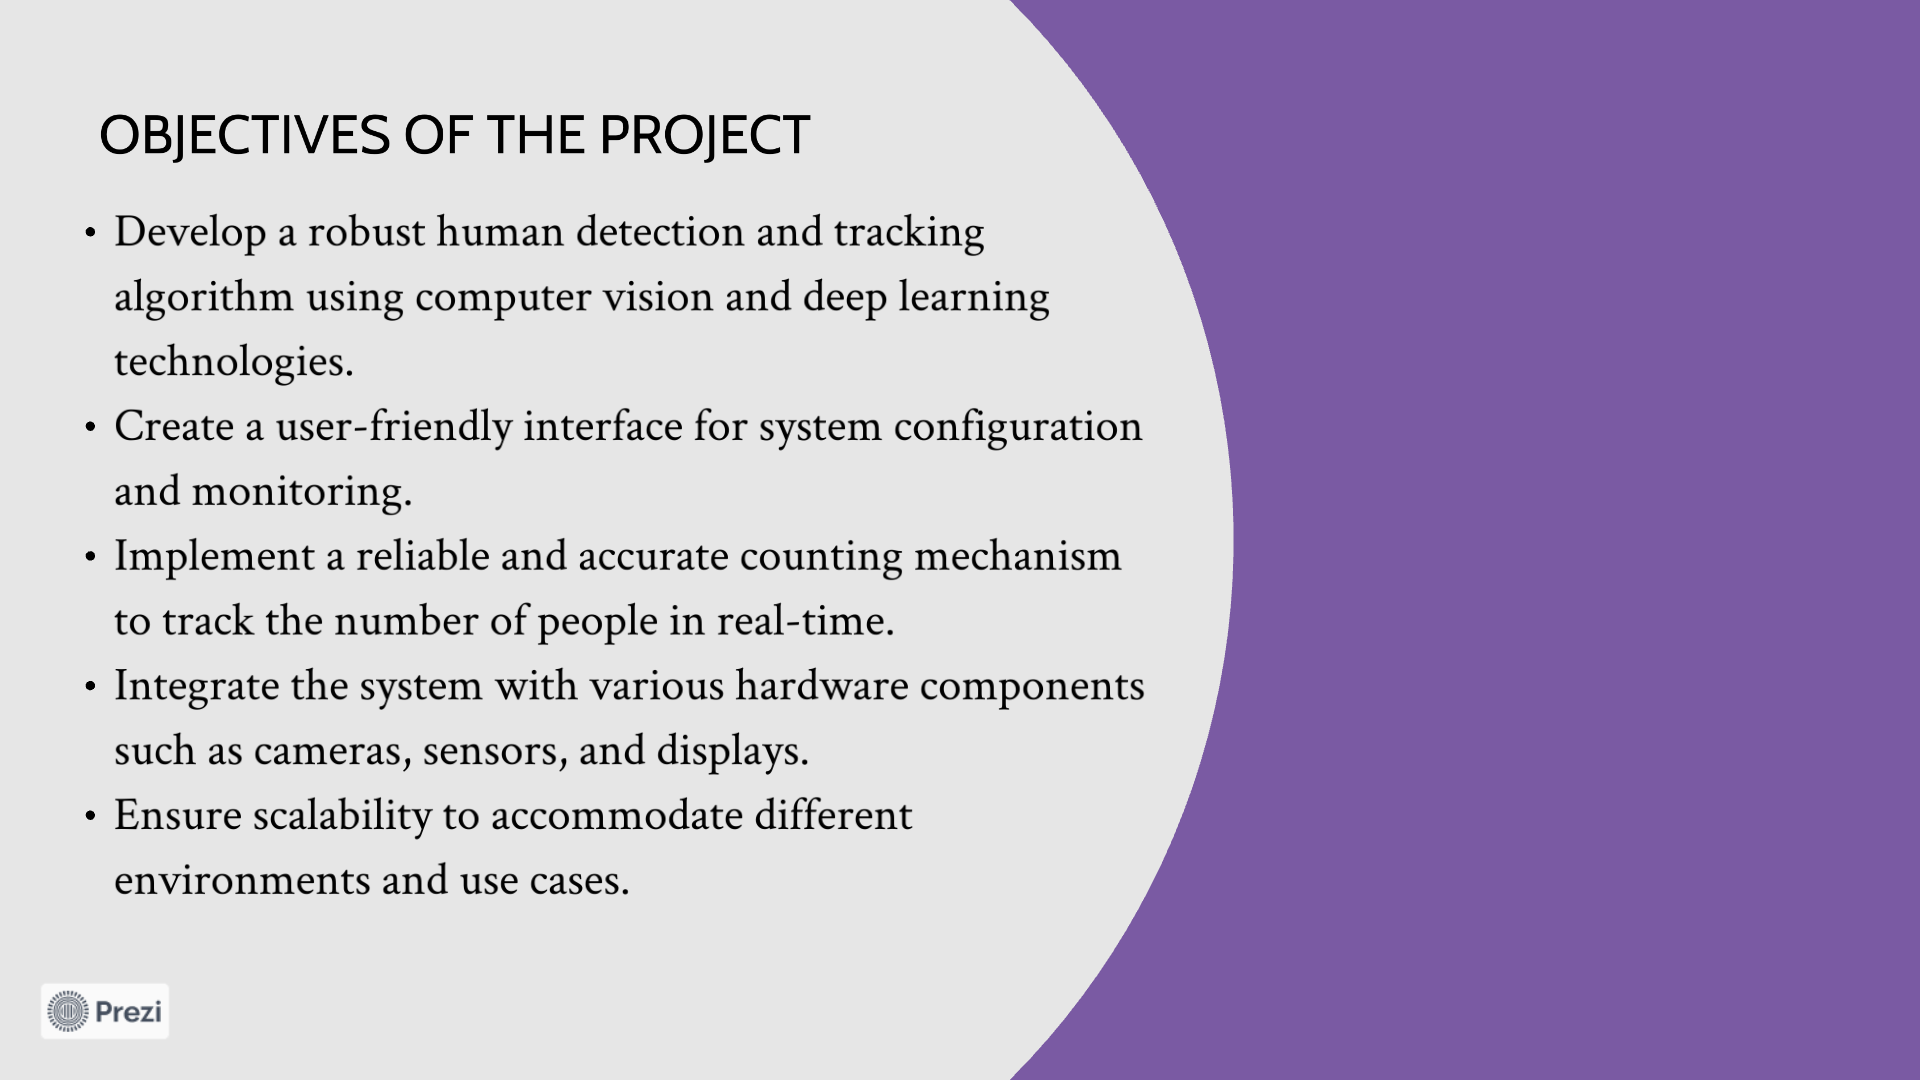 OBJECTIVES OF THE PROJECT
• Develop a robust human detection and tracking
algorithm using computer vision and deep learning
technologies.
• Create a user-friendly interface for system configuration
and monitoring.
• Implement a reliable and accurate counting mechanism
to track the number of people in real-time.
• Integrate the system with various hardware components
such as cameras, sensors, and displays.
• Ensure scalability to accommodate different
environments and use cases.
Prezi